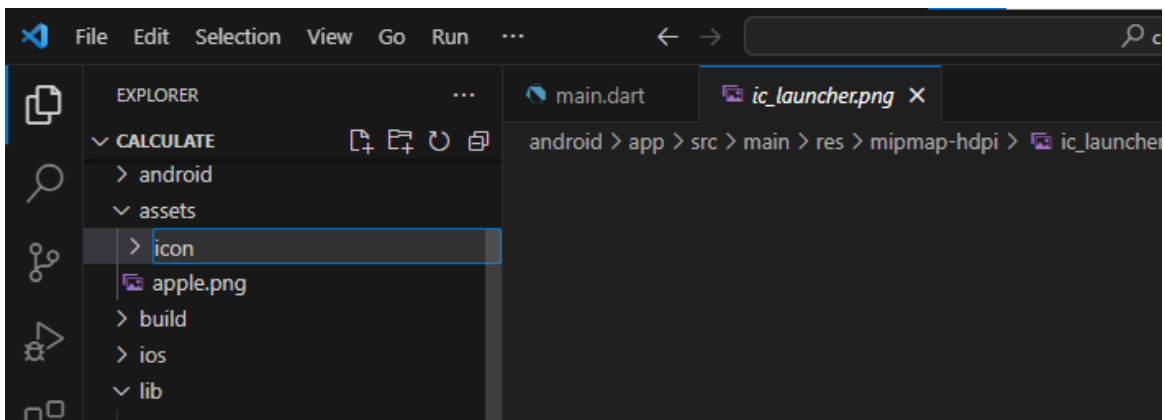 File Edit Selection View Go Run ...
EXPLORER ...
main.dart
ic_launcher.png
CALCULATE
android > app > src > main > res > mipmap-hdpi > ic_launcher
> android
assets
> icon
apple.png
> build
> ios
lib